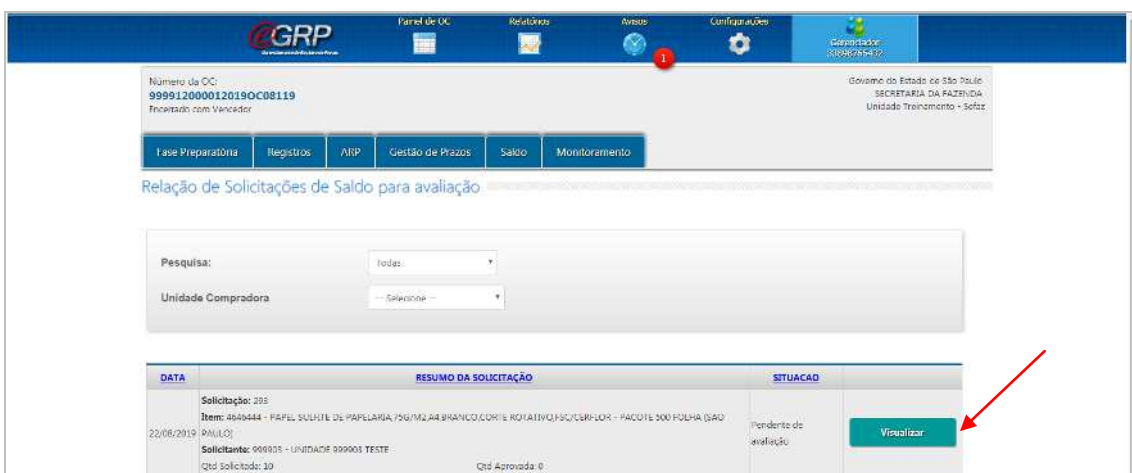 Painel de OC
Relatórios
Avisos
Configurações
@GRP
Gerenciador
1
Número da OC:
999912000012019OC08119
Encerrado com Vencedor
Governo do Estado de São Paulo
SECRETARIA DA FAZENDA
Unidade Treinamento - Sefaz
Fase Preparatória
Registros
ARP
Gestão de Prazos
Saldo
Monitoramento
Relação de Solicitações de Saldo para avaliação
Pesquisa:
Todas
Unidade Compradora
-- Selecione --
DATA
RESUMO DA SOLICITAÇÃO
SITUACAO
22/08/2019
Solicitação: 293
Item: 4646444 - PAPEL SULFITE DE PAPELARIA,75G/M2,A4,BRANCO,CORTE ROTATIVO,FSC/CERFLOR - PACOTE 500 FOLHA (SAO
PAULO)
Solicitante: 999903 - UNIDADE 999903 TESTE
Qtd Solicitada: 10
Qtd Aprovada: 0
Pendente de
avaliação
Visualizar